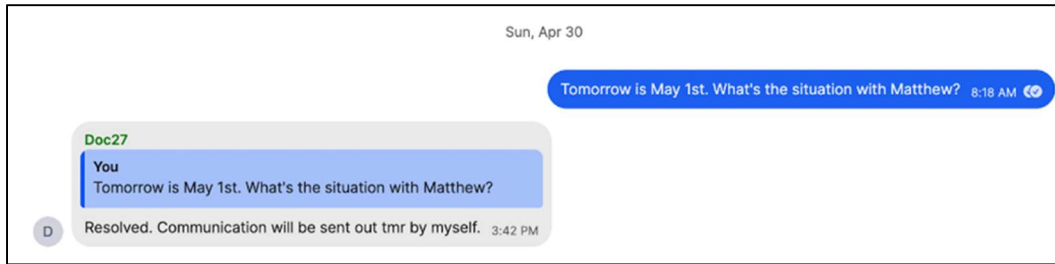 Sun, Apr 30
Tomorrow is May 1st. What's the situation with Matthew? 8:18 AM
Doc27
You
Tomorrow is May 1st. What's the situation with Matthew?
D
Resolved. Communication will be sent out tmr by myself. 3:42 PM